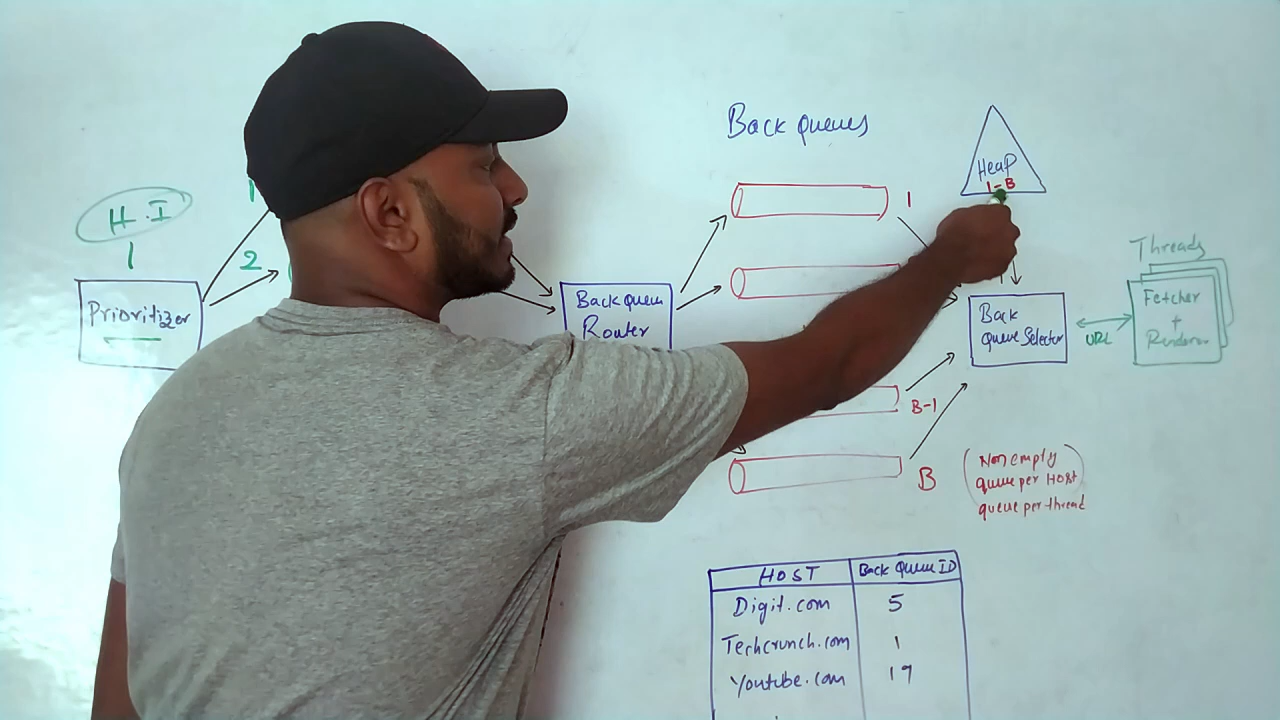 Back queues
Heap
1-B
H.I
1
1
2
Prioritizer
Back queue
Router
1
B-1
B
Back
Queue Selector
URL
Threads
Fetcher
+
Renderer
(Non empty
queue per Host)
queue per thread
HOST Back Queue ID
Digit.com 5
Techcrunch.com 1
Youtube.com 17